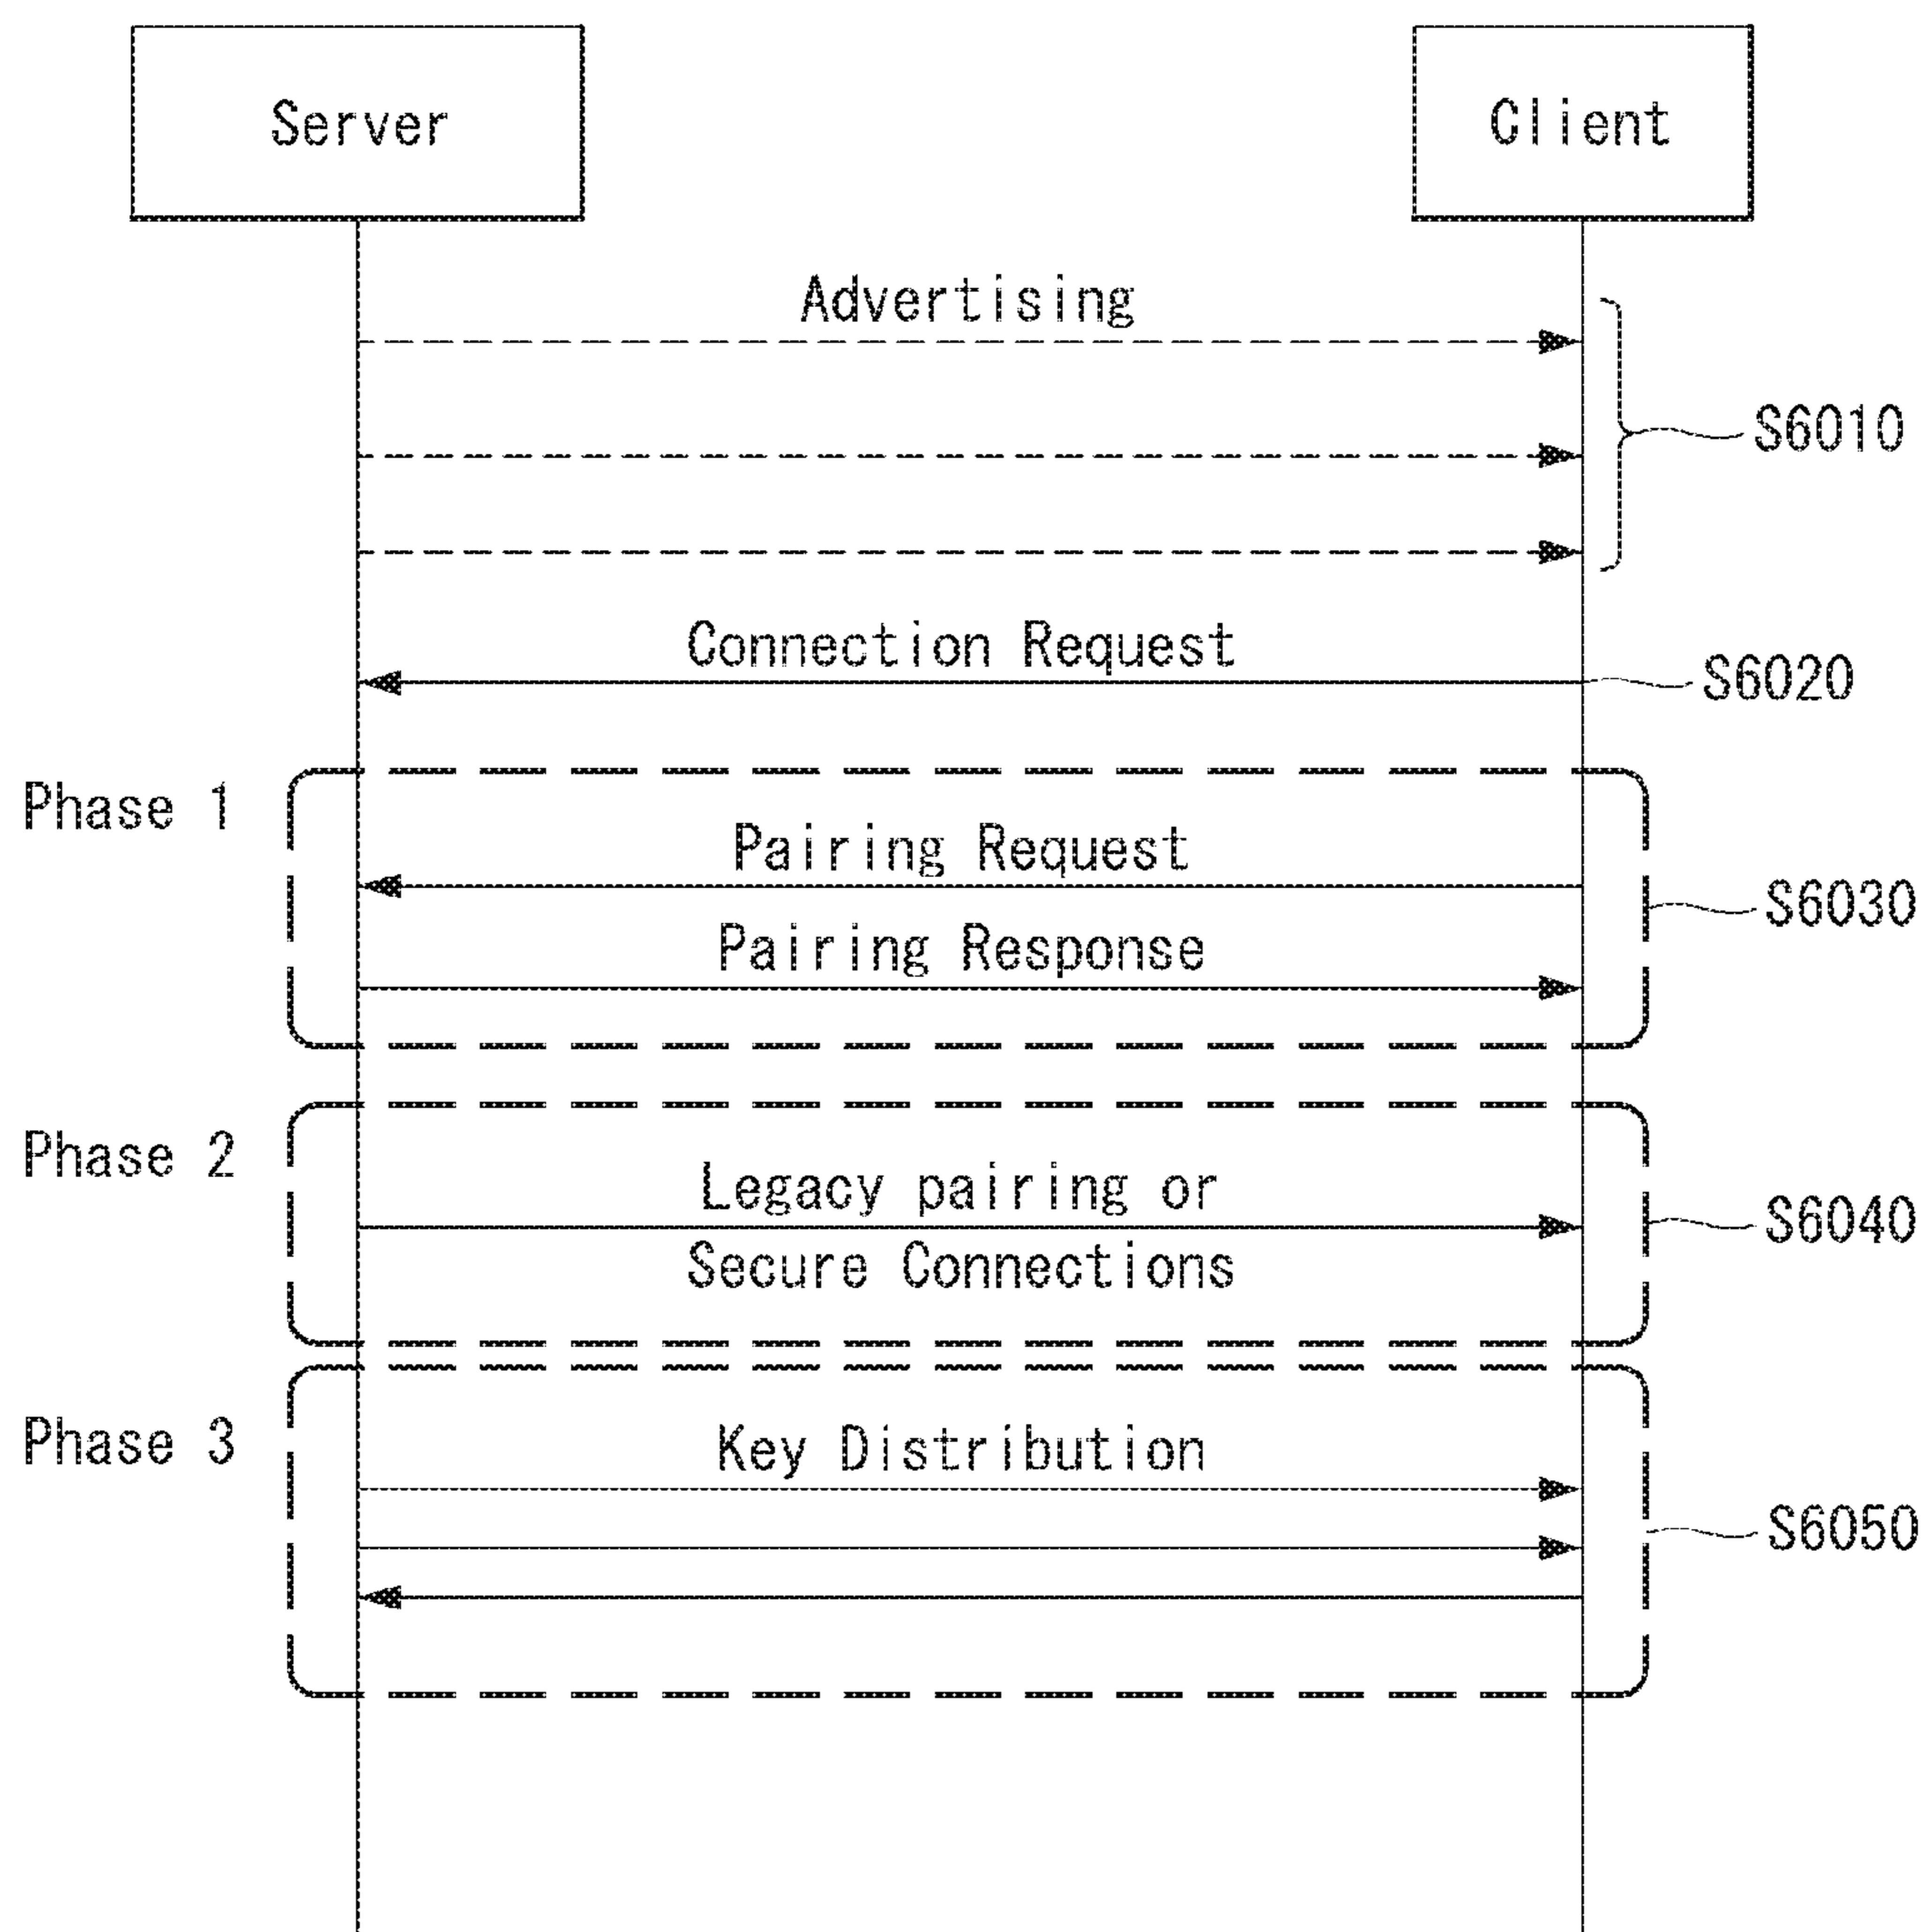 Server
Client
Advertising
S6010
Connection Request
S6020
Phase 1
Pairing Request
S6030
Pairing Response
Phase 2
Legacy pairing or
S6040
Secure Connections
Phase 3
Key Distribution
S6050